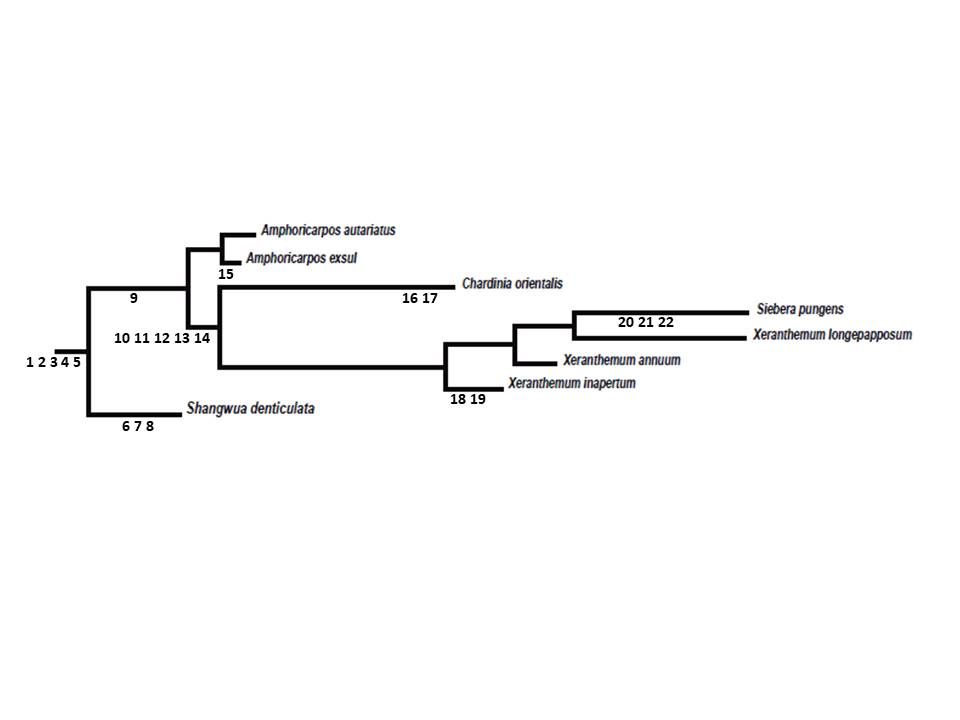 Amphoricarpos autariatus
Amphoricarpos exsul
15
Chardinia orientalis
9
16 17
Siebera pungens
20 21 22
Xeranthemum longepapposum
10 11 12 13 14
1 2 3 4 5
Xeranthemum annuum
Xeranthemum inapertum
18 19
Shangwua denticulata
6 7 8